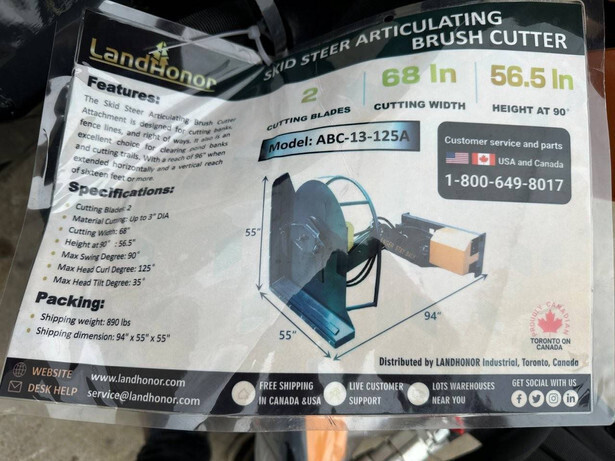 LandHonor
SKID STEER ARTICULATING
BRUSH CUTTER
2
CUTTING BLADES
68 In
CUTTING WIDTH
56.5 In
HEIGHT AT 90°
Model: ABC-13-125A
Customer service and parts
USA and Canada
1-800-649-8017
Features:
The Skid Steer Articulating Brush Cutter
Attachment is designed for cutting banks,
fence lines, and right of ways. It also is an
excellent choice for clearing pond banks
and cutting trails. With a reach of 96" when
extended horizontally and a vertical reach
of sixteen feet or more.
Specifications:
• Cutting Blades: 2
• Material Cutting: Up to 3" DIA
• Cutting Width: 68"
• Height at 90° : 56.5"
• Max Swing Degree: 90°
• Max Head Curl Degree: 125°
• Max Head Tilt Degree: 35°
Packing:
• Shipping weight: 890 lbs
• Shipping dimension: 94" x 55" x 55"
55"
55"
94"
PROUDLY CANADIAN
TORONTO ON
CANADA
Distributed by LANDHONOR Industrial, Toronto, Canada
WEBSITE www.landhonor.com
DESK HELP service@landhonor.com
FREE SHIPPING
IN CANADA &USA
LIVE CUSTOMER
SUPPORT
LOTS WAREHOUSES
NEAR YOU
GET SOCIAL WITH US